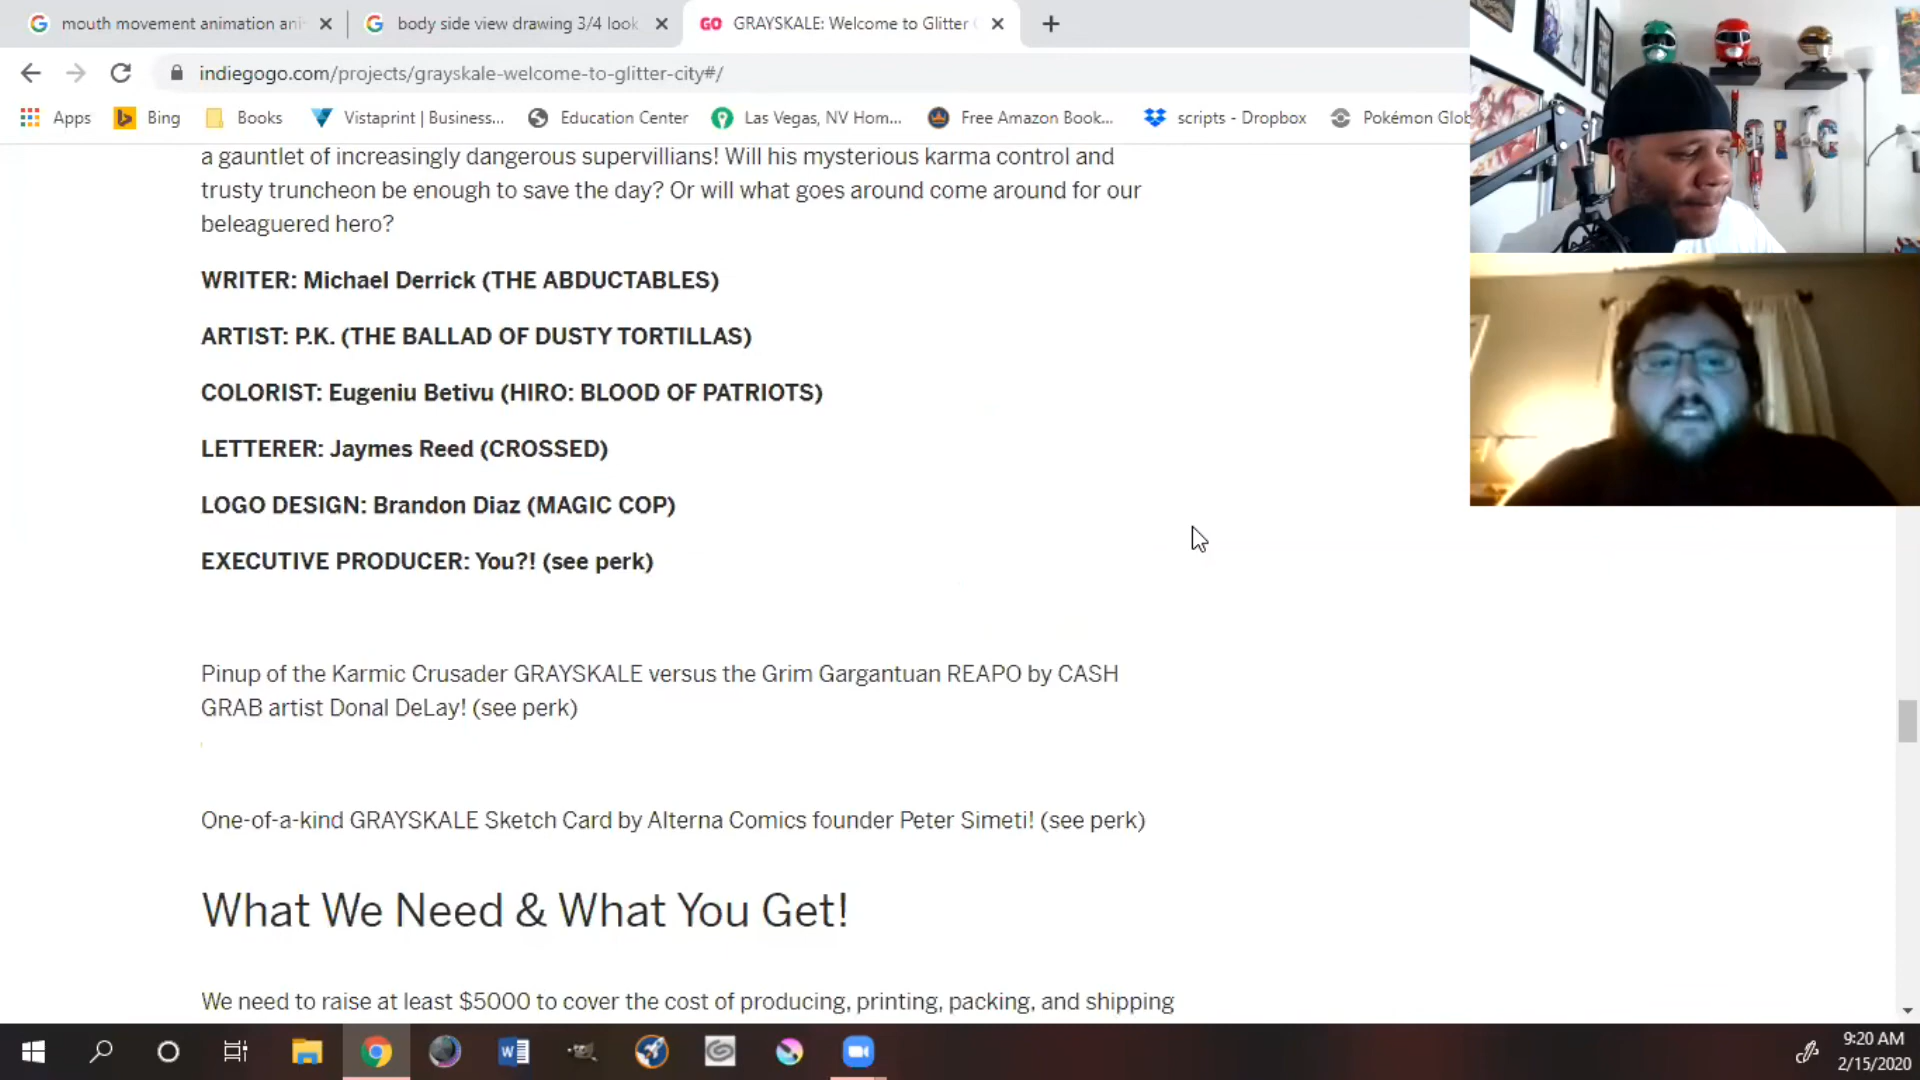 mouth movement animation ani
body side view drawing 3/4 look
GO GRAYSKALE: Welcome to Glitter
indiegogo.com/projects/grayskale-welcome-to-glitter-city#/
Apps Bing Books Vistaprint | Business... Education Center Las Vegas, NV Hom... Free Amazon Book... scripts - Dropbox Pokémon Glob
a gauntlet of increasingly dangerous supervillians! Will his mysterious karma control and
trusty truncheon be enough to save the day? Or will what goes around come around for our
beleaguered hero?
WRITER: Michael Derrick (THE ABDUCTABLES)
ARTIST: P.K. (THE BALLAD OF DUSTY TORTILLAS)
COLORIST: Eugeniu Betivu (HIRO: BLOOD OF PATRIOTS)
LETTERER: Jaymes Reed (CROSSED)
LOGO DESIGN: Brandon Diaz (MAGIC COP)
EXECUTIVE PRODUCER: You?! (see perk)
Pinup of the Karmic Crusader GRAYSKALE versus the Grim Gargantuan REAPO by CASH
GRAB artist Donal DeLay! (see perk)
One-of-a-kind GRAYSKALE Sketch Card by Alterna Comics founder Peter Simeti! (see perk)
What We Need & What You Get!
We need to raise at least $5000 to cover the cost of producing, printing, packing, and shipping
9:20 AM
2/15/2020